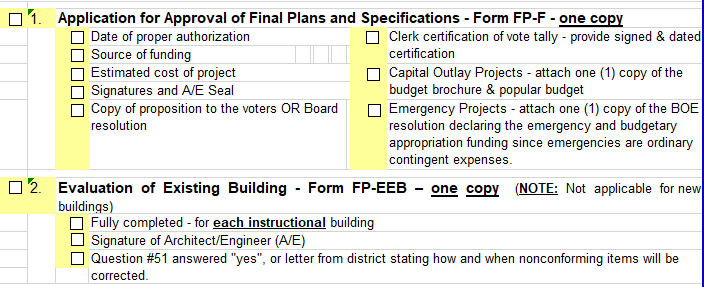 1. Application for Approval of Final Plans and Specifications - Form FP-F - one copy
Date of proper authorization
Source of funding
Estimated cost of project
Signatures and A/E Seal
Copy of proposition to the voters OR Board
resolution
Clerk certification of vote tally - provide signed & dated
certification
Capital Outlay Projects - attach one (1) copy of the
budget brochure & popular budget
Emergency Projects - attach one (1) copy of the BOE
resolution declaring the emergency and budgetary
appropriation funding since emergencies are ordinary
contingent expenses.
2. Evaluation of Existing Building - Form FP-EEB – one copy (NOTE: Not applicable for new
buildings)
Fully completed - for each instructional building
Signature of Architect/Engineer (A/E)
Question #51 answered "yes", or letter from district stating how and when nonconforming items will be
corrected.